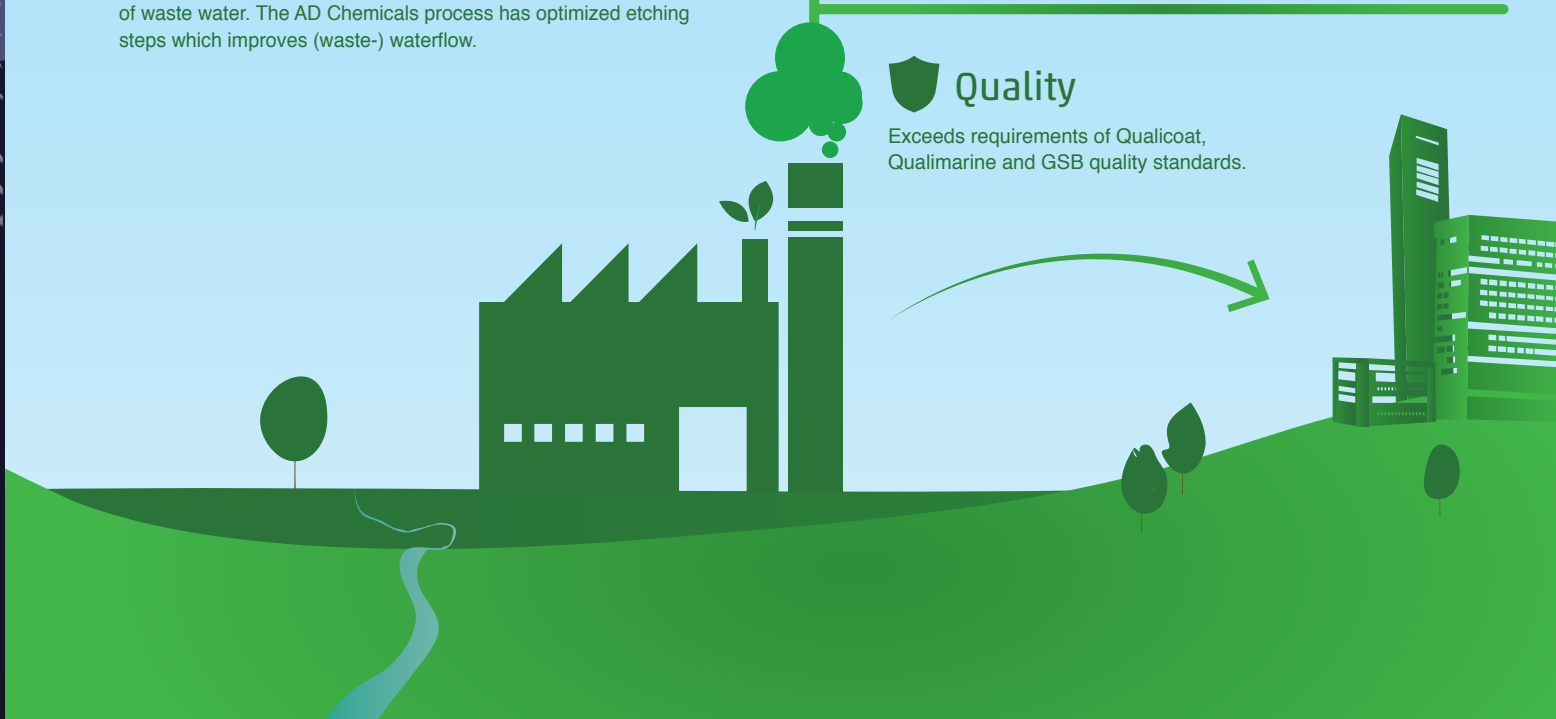 of waste water. The AD Chemicals process has optimized etching
steps which improves (waste-) waterflow.
Quality
Exceeds requirements of Qualicoat,
Qualimarine and GSB quality standards.